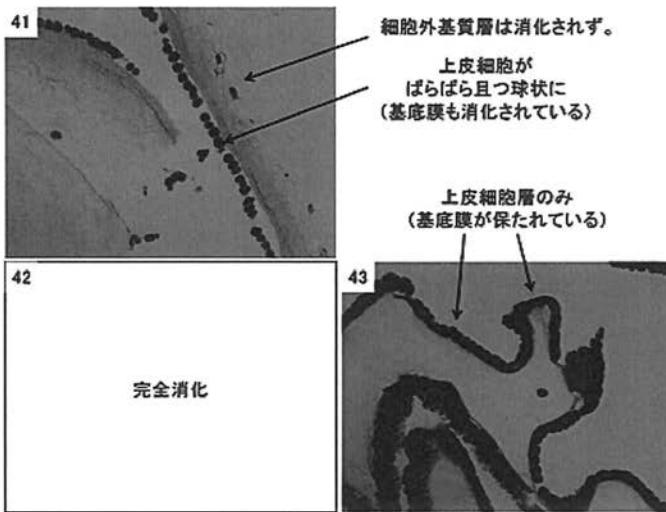 41
細胞外基質層は消化されず。
上皮細胞が
ばらばら且つ球状に
(基底膜も消化されている)
上皮細胞層のみ
(基底膜が保たれている)
42
完全消化
43